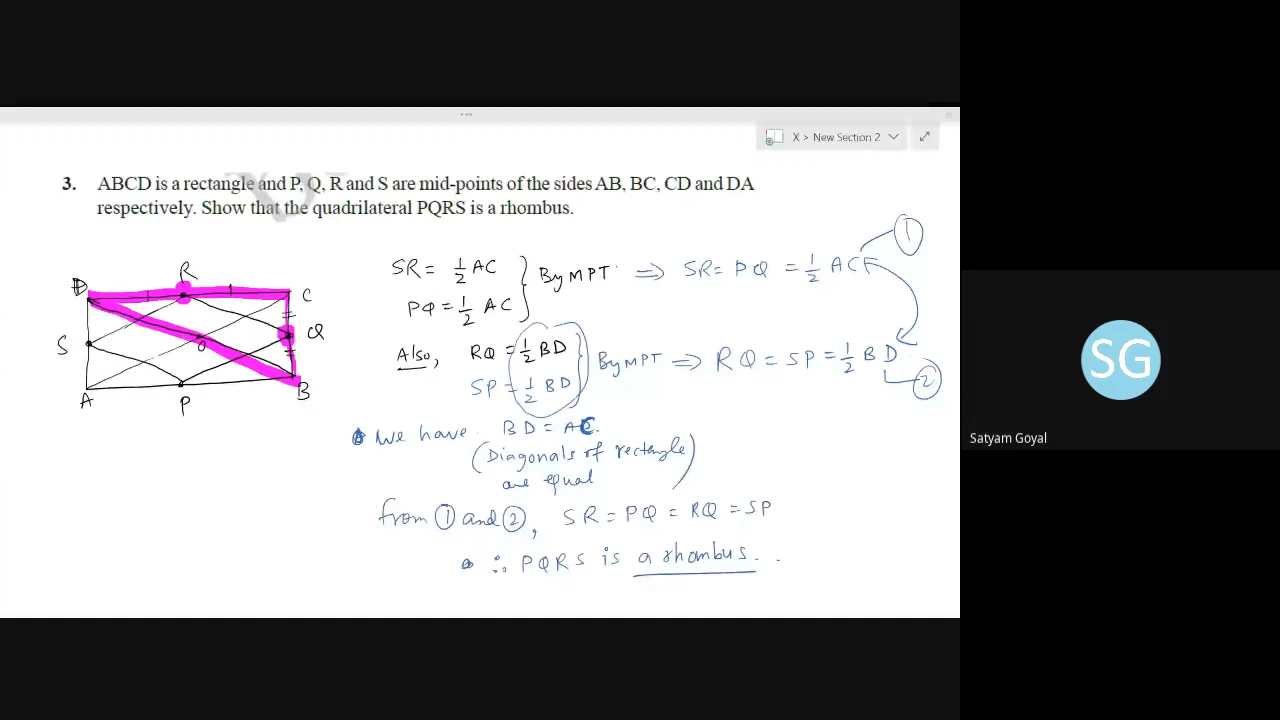 X > New Section 2
3. ABCD is a rectangle and P, Q, R and S are mid-points of the sides AB, BC, CD and DA
respectively. Show that the quadrilateral PQRS is a rhombus.
D R C
S O Q
A P B
SR = 1/2 AC
PQ = 1/2 AC
} By MPT ⇒ SR = PQ = 1/2 AC ①
Also, RQ = 1/2 BD
SP = 1/2 BD
} By MPT ⇒ RQ = SP = 1/2 BD ②
We have BD = AC.
(Diagonals of rectangle
are equal)
from ① and ②, SR = PQ = RQ = SP
∴ PQRS is a rhombus.
SG
Satyam Goyal